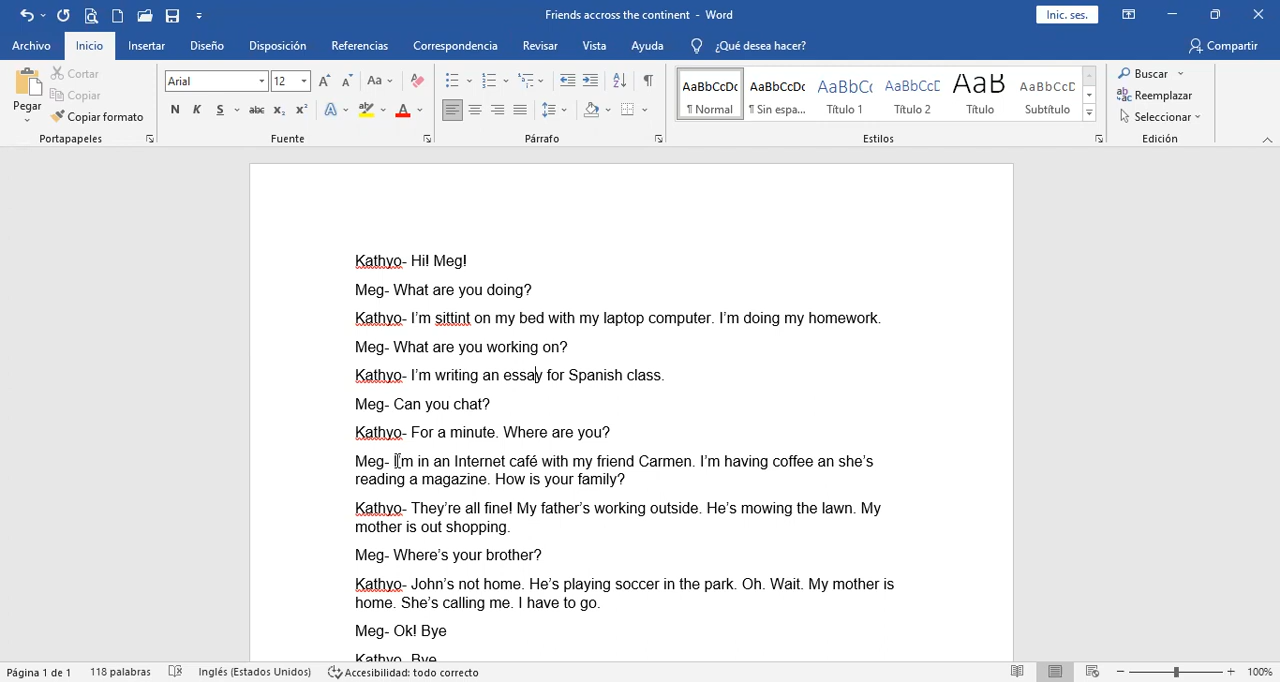 Friends accross the continent - Word
Inic. ses.
Archivo Inicio Insertar Diseño Disposición Referencias Correspondencia Revisar Vista Ayuda ¿Qué desea hacer? Compartir
Pegar
Cortar
Copiar
Copiar formato
Portapapeles
Arial 12
N K S abc x₂ x²
Fuente
Párrafo
AaBbCcDc AaBbCcDc AaBbCc AaBbCcD AaB AaBbCcD
¶ Normal ¶ Sin espa... Título 1 Título 2 Título Subtítulo
Estilos
Buscar
Reemplazar
Seleccionar
Edición
Kathyo- Hi! Meg!
Meg- What are you doing?
Kathyo- I’m sittint on my bed with my laptop computer. I’m doing my homework.
Meg- What are you working on?
Kathyo- I’m writing an essay for Spanish class.
Meg- Can you chat?
Kathyo- For a minute. Where are you?
Meg- I’m in an Internet café with my friend Carmen. I’m having coffee an she’s
reading a magazine. How is your family?
Kathyo- They’re all fine! My father’s working outside. He’s mowing the lawn. My
mother is out shopping.
Meg- Where’s your brother?
Kathyo- John’s not home. He’s playing soccer in the park. Oh. Wait. My mother is
home. She’s calling me. I have to go.
Meg- Ok! Bye
Kathyo- Bye
Página 1 de 1 118 palabras Inglés (Estados Unidos) Accesibilidad: todo correcto 100%